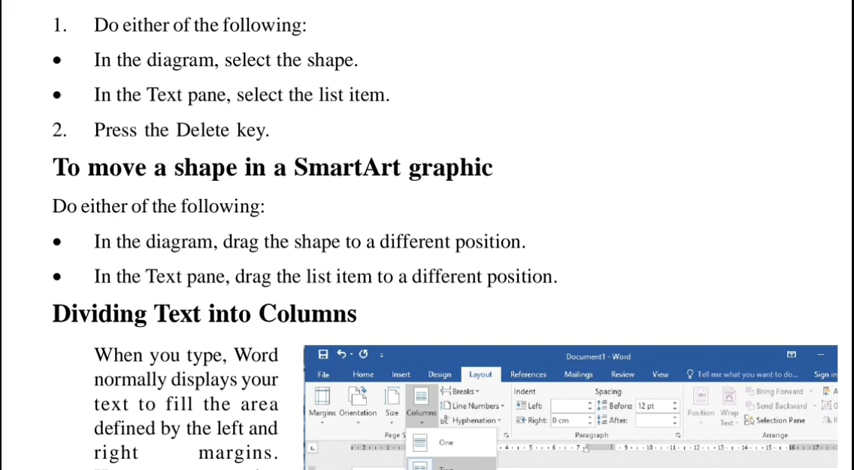 1. Do either of the following:
• In the diagram, select the shape.
• In the Text pane, select the list item.
2. Press the Delete key.
To move a shape in a SmartArt graphic
Do either of the following:
• In the diagram, drag the shape to a different position.
• In the Text pane, drag the list item to a different position.
Dividing Text into Columns
When you type, Word
normally displays your
text to fill the area
defined by the left and
right margins.
Document1 - Word
File Home Insert Design Layout References Mailings Review View Tell me what you want to do... Sign in
Margins Orientation Size Columns
Breaks
Line Numbers
Hyphenation
Indent
Left:
Right: 0 cm
Spacing
Before: 12 pt
After:
Position Wrap
Text
Bring Forward
Send Backward
Selection Pane
Page S
Paragraph
Arrange
One